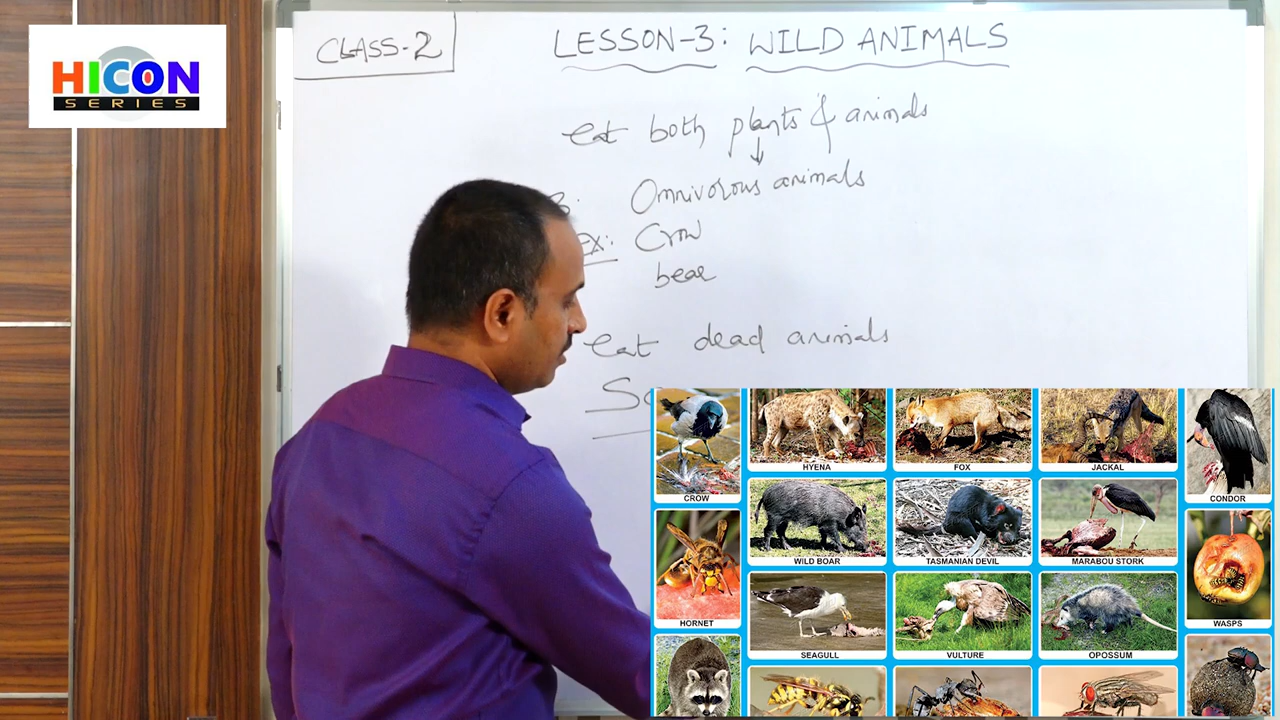 HICON
SERIES
CLASS-2
LESSON-3: WILD ANIMALS
Eat both plants & animals
↓
3. Omnivorous animals
EX: Crow
bear
Eat dead animals
CROW
HYENA
FOX
JACKAL
CONDOR
WILD BOAR
TASMANIAN DEVIL
MARABOU STORK
HORNET
WASPS
SEAGULL
VULTURE
OPOSSUM